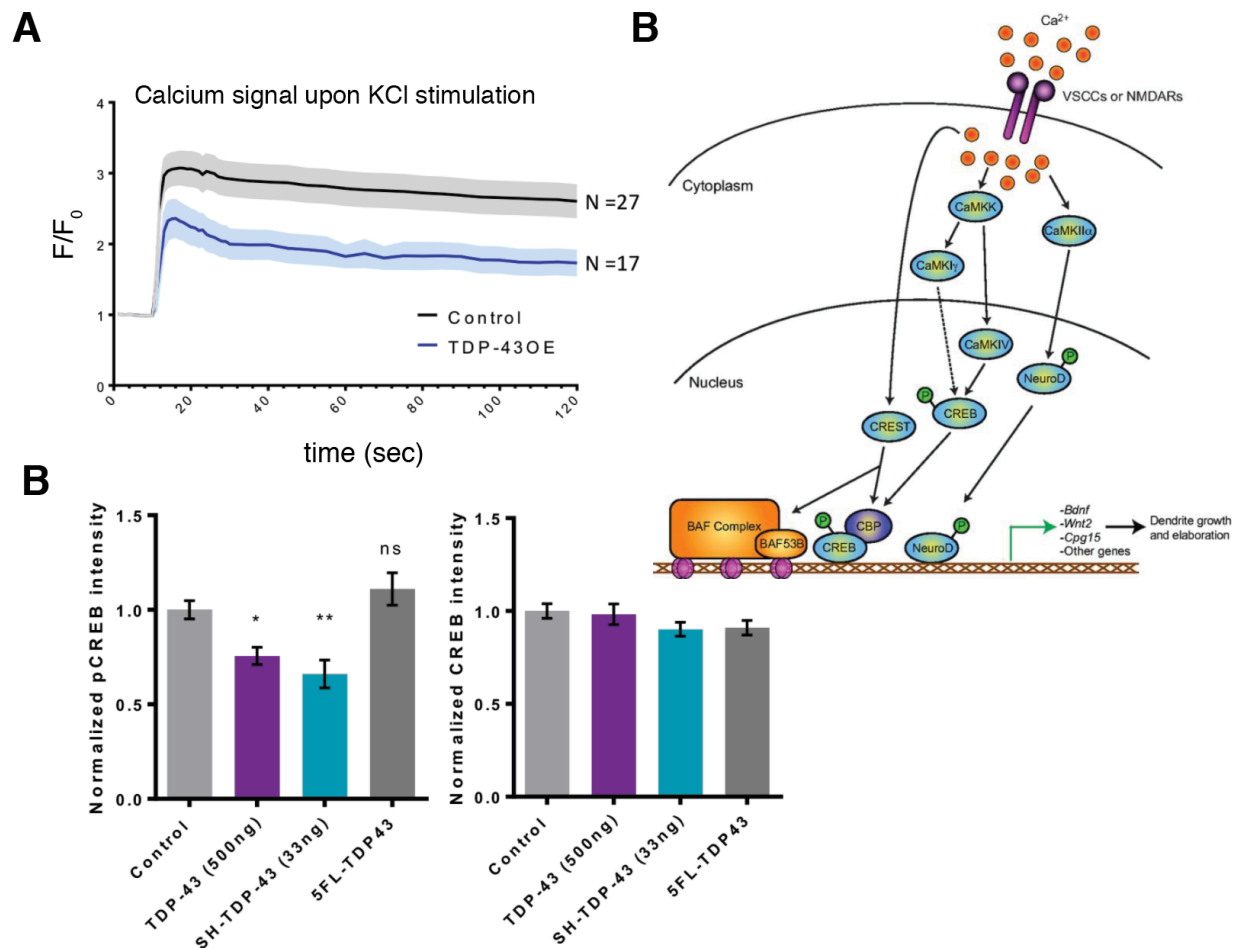 A
Calcium signal upon KCl stimulation
F/F0
4
3
2
1
0
N =27
N =17
Control
TDP-43OE
0
20
40
60
80
100
120
time (sec)
B
Ca2+
VSCCs or NMDARs
Cytoplasm
CaMKK
CaMKIIα
CaMKIγ
CaMKIV
Nucleus
P
NeuroD
P
CREB
CREST
BAF Complex
BAF53B
P
CREB
CBP
P
NeuroD
-Bdnf
-Wnt2
-Cpg15
-Other genes
Dendrite growth
and elaboration
B
Normalized pCREB intensity
1.5
1.0
0.5
0.0
*
**
ns
Control
TDP-43 (500ng)
SH-TDP-43 (33ng)
5FL-TDP43
Normalized CREB intensity
1.5
1.0
0.5
0.0
Control
TDP-43 (500ng)
SH-TDP-43 (33ng)
5FL-TDP43